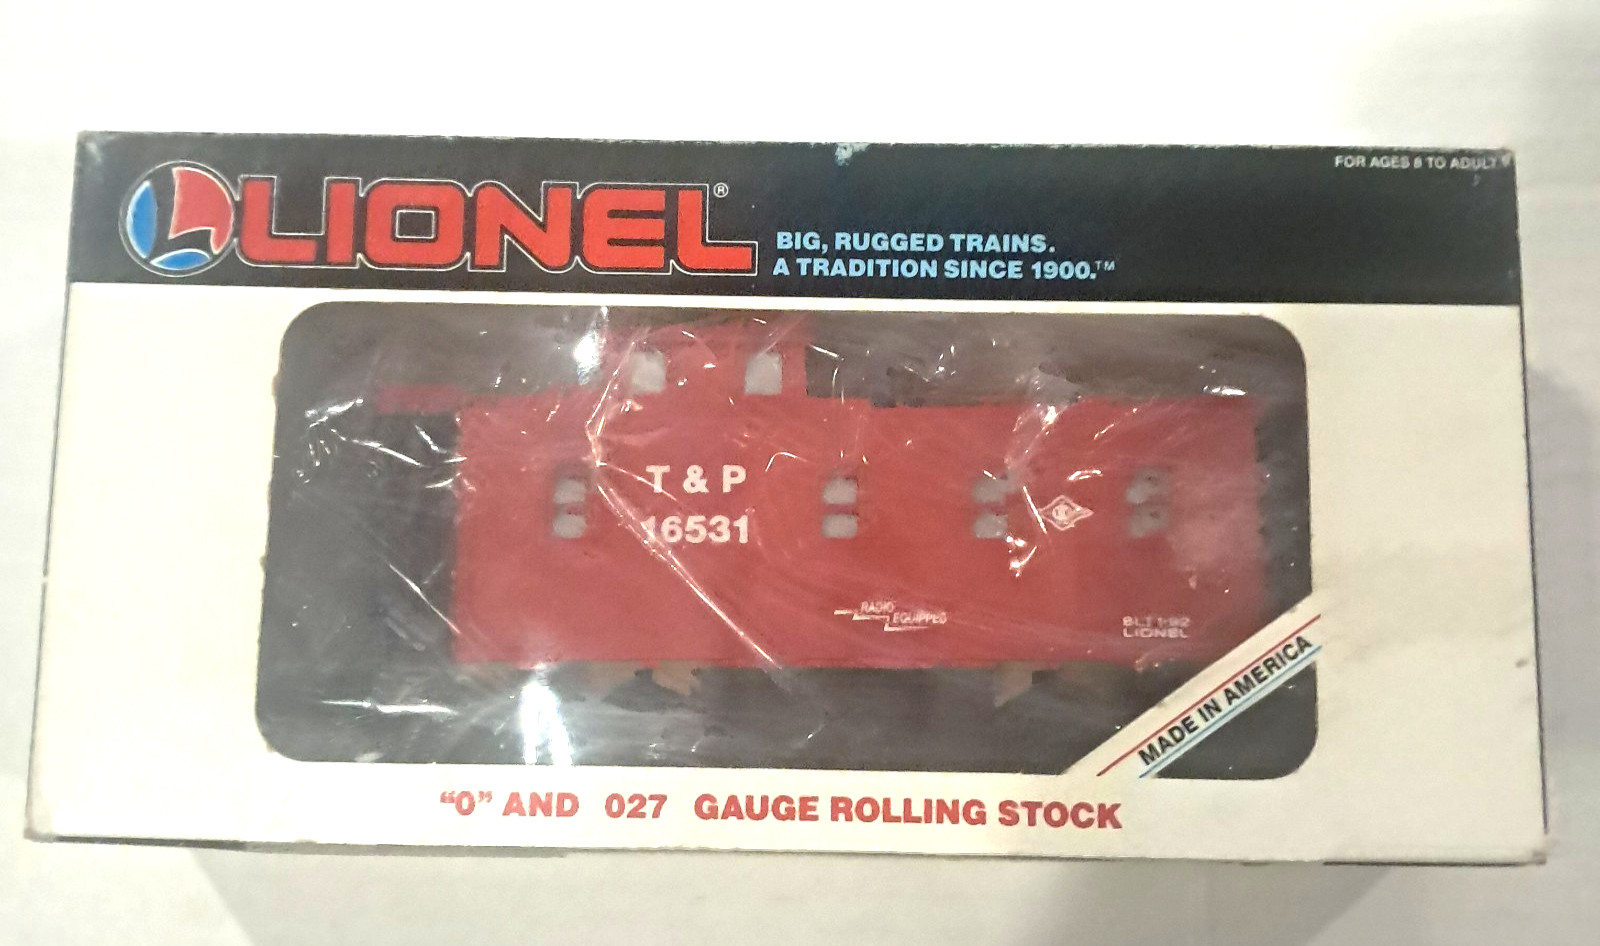 FOR AGES 8 TO ADULT
LIONEL®
BIG, RUGGED TRAINS.
A TRADITION SINCE 1900.™
T & P
16531
RADIO
EQUIPPED
BLT 1-92
LIONEL
MADE IN AMERICA
“O” AND 027 GAUGE ROLLING STOCK